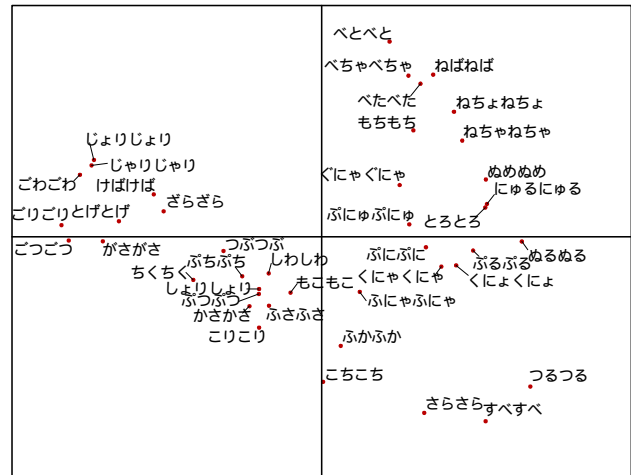 べとべと
べちゃべちゃ
ねばねば
べたべた
ねちょねちょ
もちもち
ねちゃねちゃ
じょりじょり
じゃりじゃり
ごわごわ
けばけば
ざらざら
ぐにゃぐにゃ
ぬめぬめ
にゅるにゅる
ごりごり
とげとげ
ぷにゅぷにゅ
とろとろ
ごつごつ
がさがさ
つぶつぶ
ぷちぷち
しわしわ
ちくちく
しょりしょり
もこもこ
ぷつぷつ
かさかさ
ふさふさ
こりこり
ぷにぷに
ぷるぷる
ぬるぬる
くにゃくにゃ
くにょくにょ
ふにゃふにゃ
ふかふか
こちこち
つるつる
さらさら
すべすべ